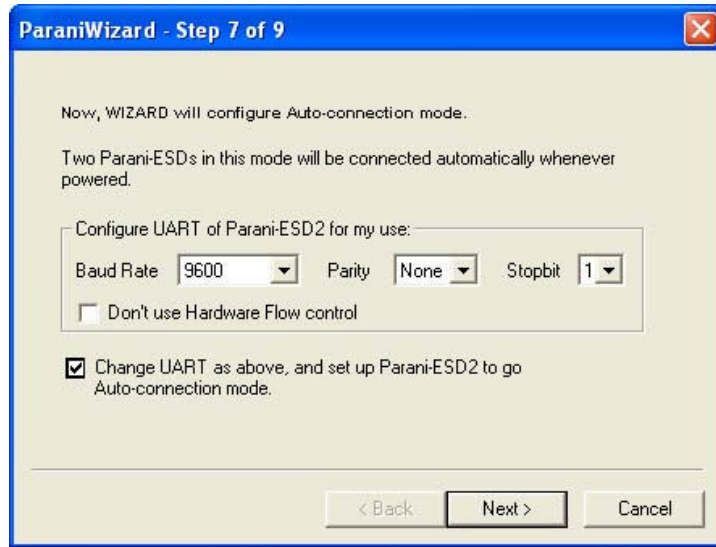 ParaniWizard - Step 7 of 9
Now, WIZARD will configure Auto-connection mode.
Two Parani-ESDs in this mode will be connected automatically whenever
powered.
Configure UART of Parani-ESD2 for my use:
Baud Rate 9600 Parity None Stopbit 1
Don't use Hardware Flow control
Change UART as above, and set up Parani-ESD2 to go
Auto-connection mode.
< Back Next > Cancel